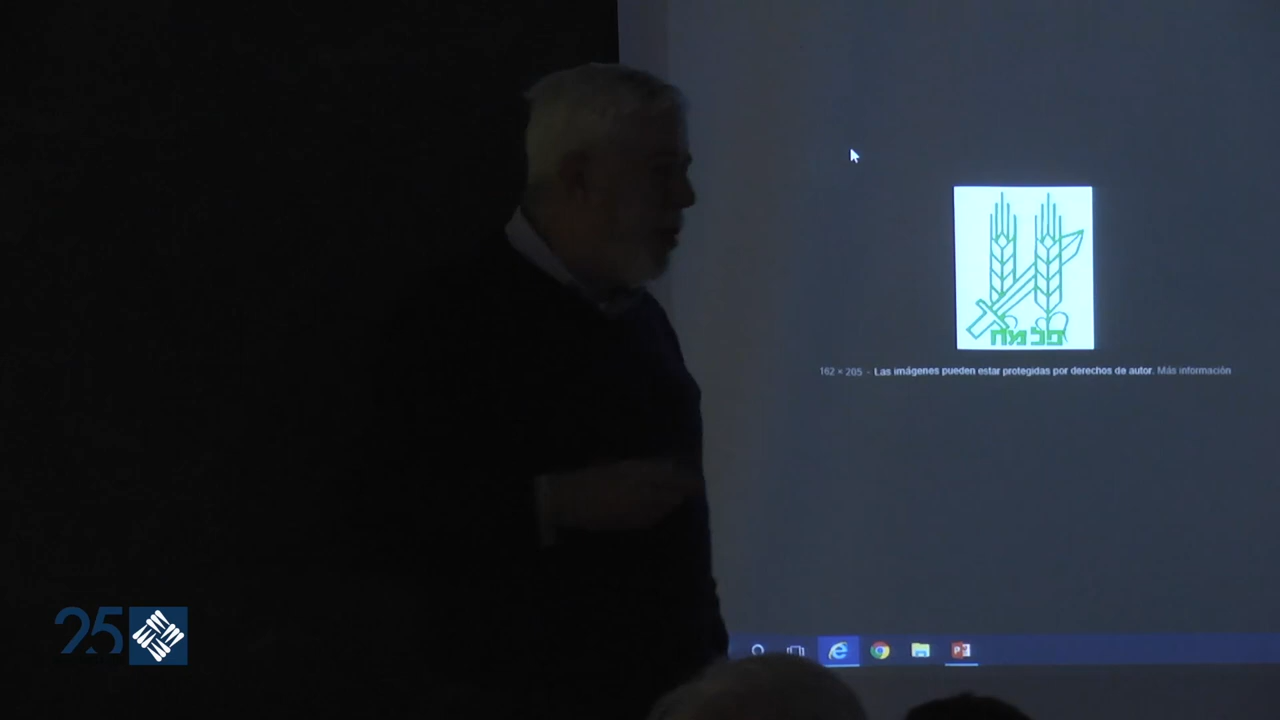 פלמח
162 × 205 - Las imágenes pueden estar protegidas por derechos de autor. Más información
25